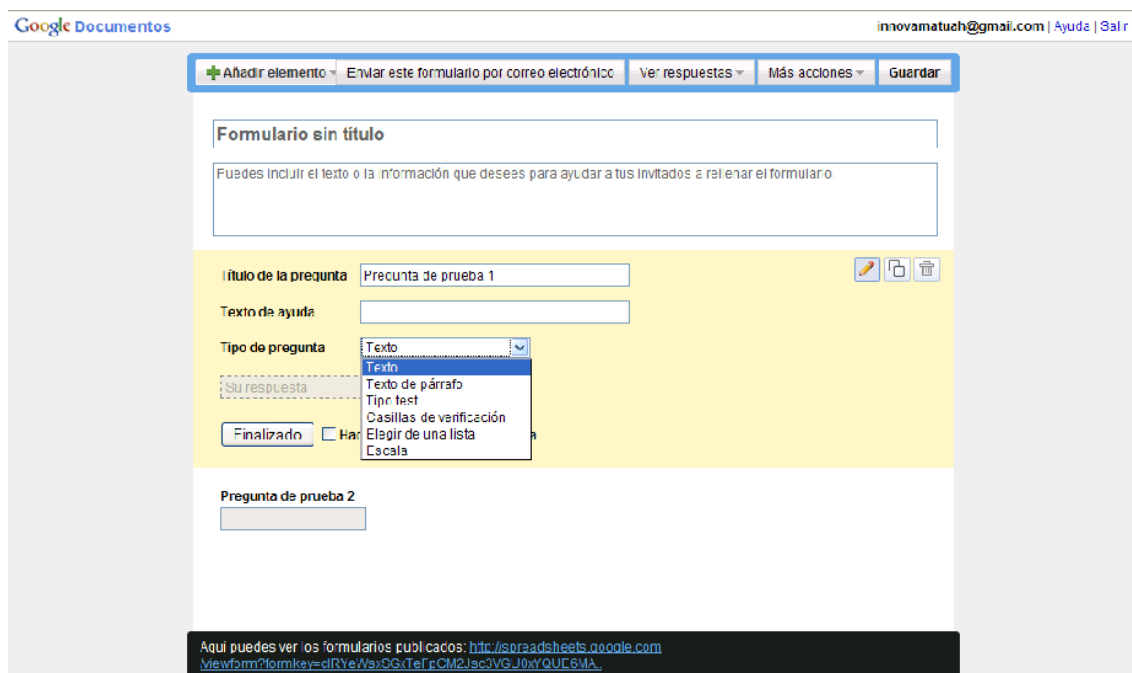 Google Documentos
innovamatuah@gmail.com | Ayuda | Salir
Añadir elemento Enviar este formulario por correo electrónico Ver respuestas Más acciones Guardar
Formulario sin título
Puedes incluir el texto o la información que desees para ayudar a tus invitados a rellenar el formulario.
Título de la pregunta Pregunta de prueba 1
Texto de ayuda
Tipo de pregunta Texto
Texto
Su respuesta
Texto de párrafo
Tipo test
Casillas de verificación
Finalizado Elegir de una lista
Escala
Pregunta de prueba 2
Aquí puedes ver los formularios publicados: http://spreadsheets.google.com